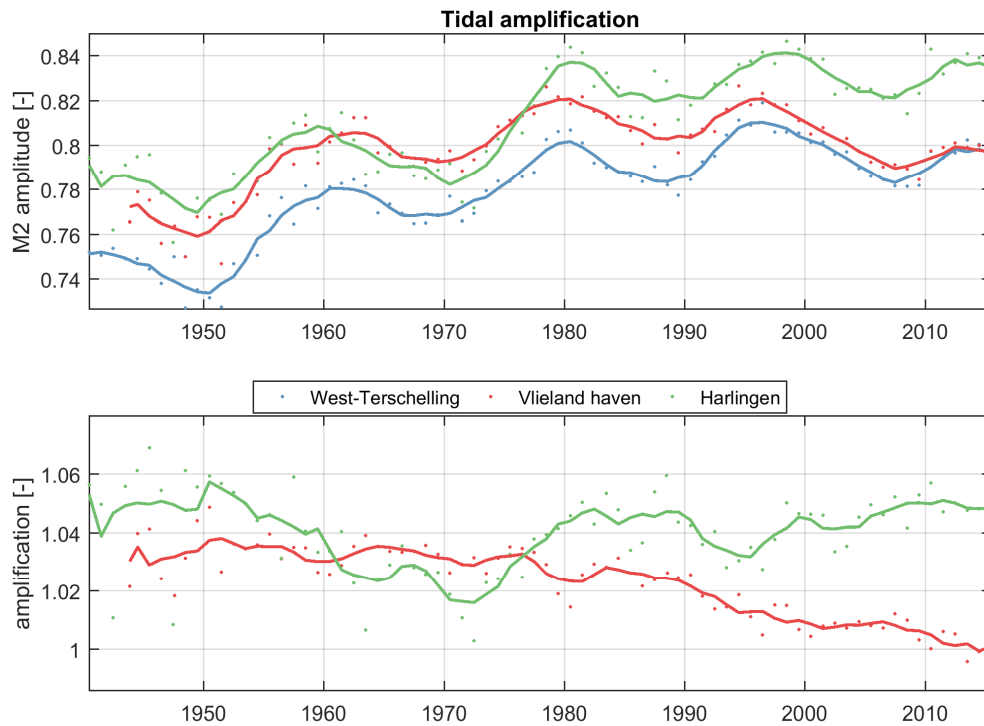 Tidal amplification
M2 amplitude [-]
0.84
0.82
0.8
0.78
0.76
0.74
1950 1960 1970 1980 1990 2000 2010
West-Terschelling Vlieland haven Harlingen
amplification [-]
1.06
1.04
1.02
1
1950 1960 1970 1980 1990 2000 2010